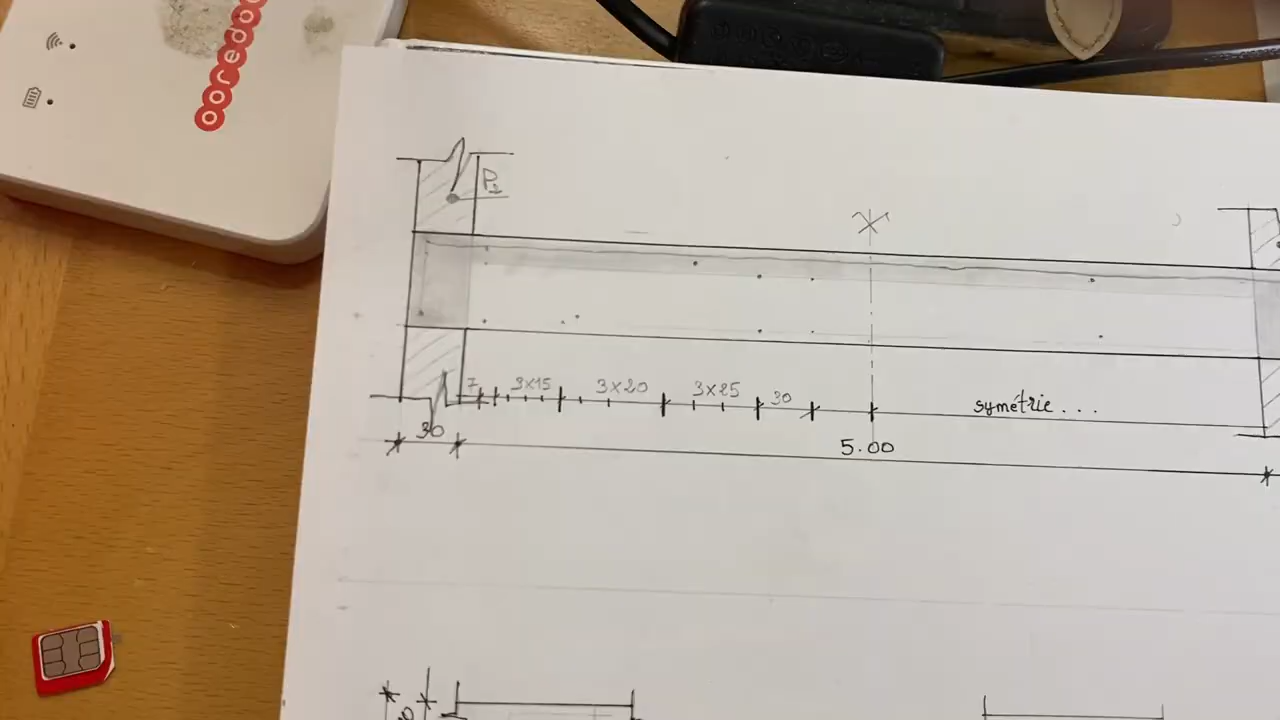 ooredoo
P1
7 3x15 3x20 3x25 30
symétrie...
30
5.00